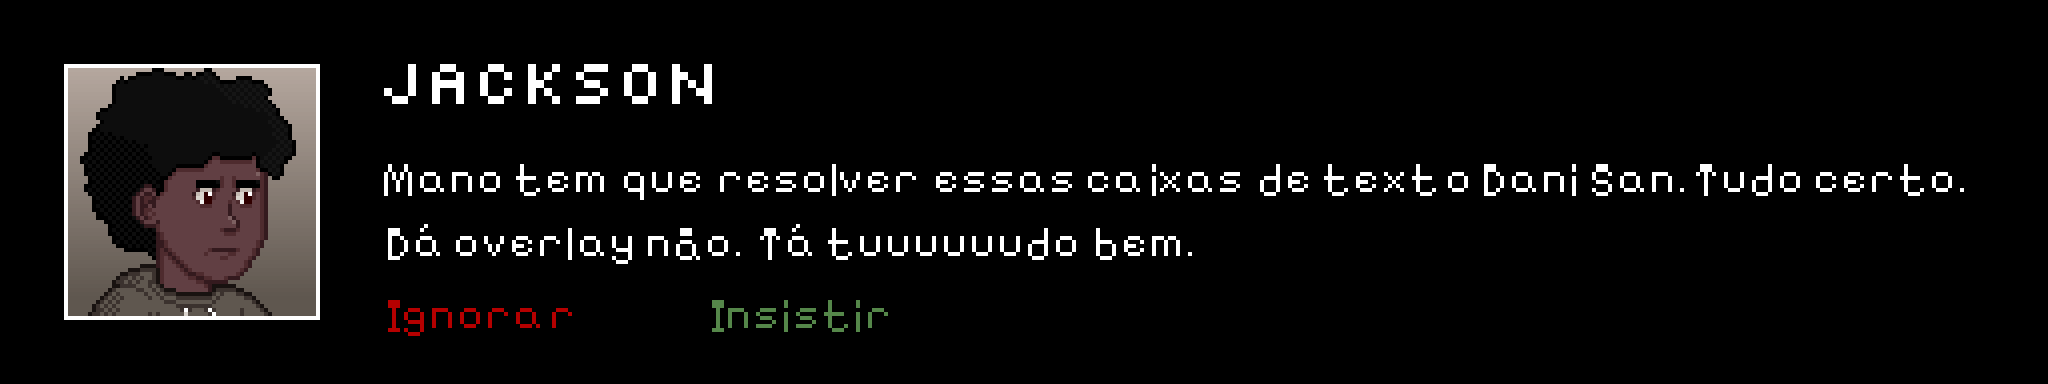 JACKSON
Mano tem que resolver essas caixas de texto Dani San. Tudo certo.
Dá overlay não. Tá tuuuuuudo bem.
Ignorar Insistir